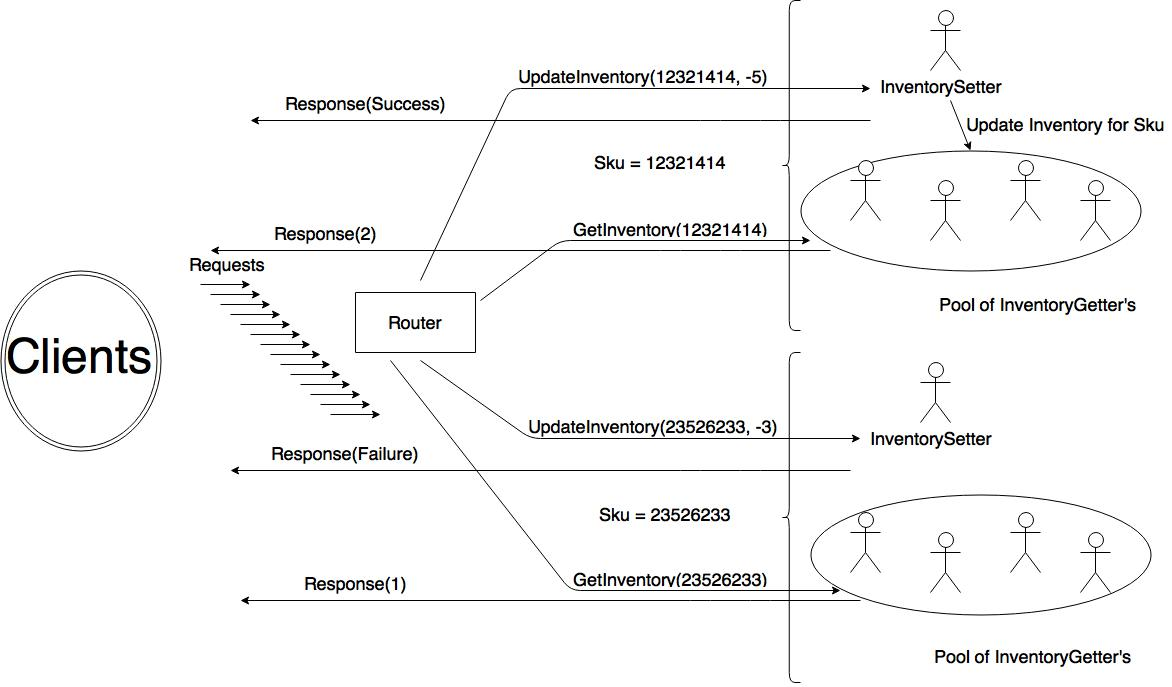 UpdateInventory(12321414, -5)
InventorySetter
Response(Success)
Update Inventory for Sku
Sku = 12321414
GetInventory(12321414)
Response(2)
Requests
Pool of InventoryGetter's
Router
Clients
UpdateInventory(23526233, -3)
InventorySetter
Response(Failure)
Sku = 23526233
GetInventory(23526233)
Response(1)
Pool of InventoryGetter's